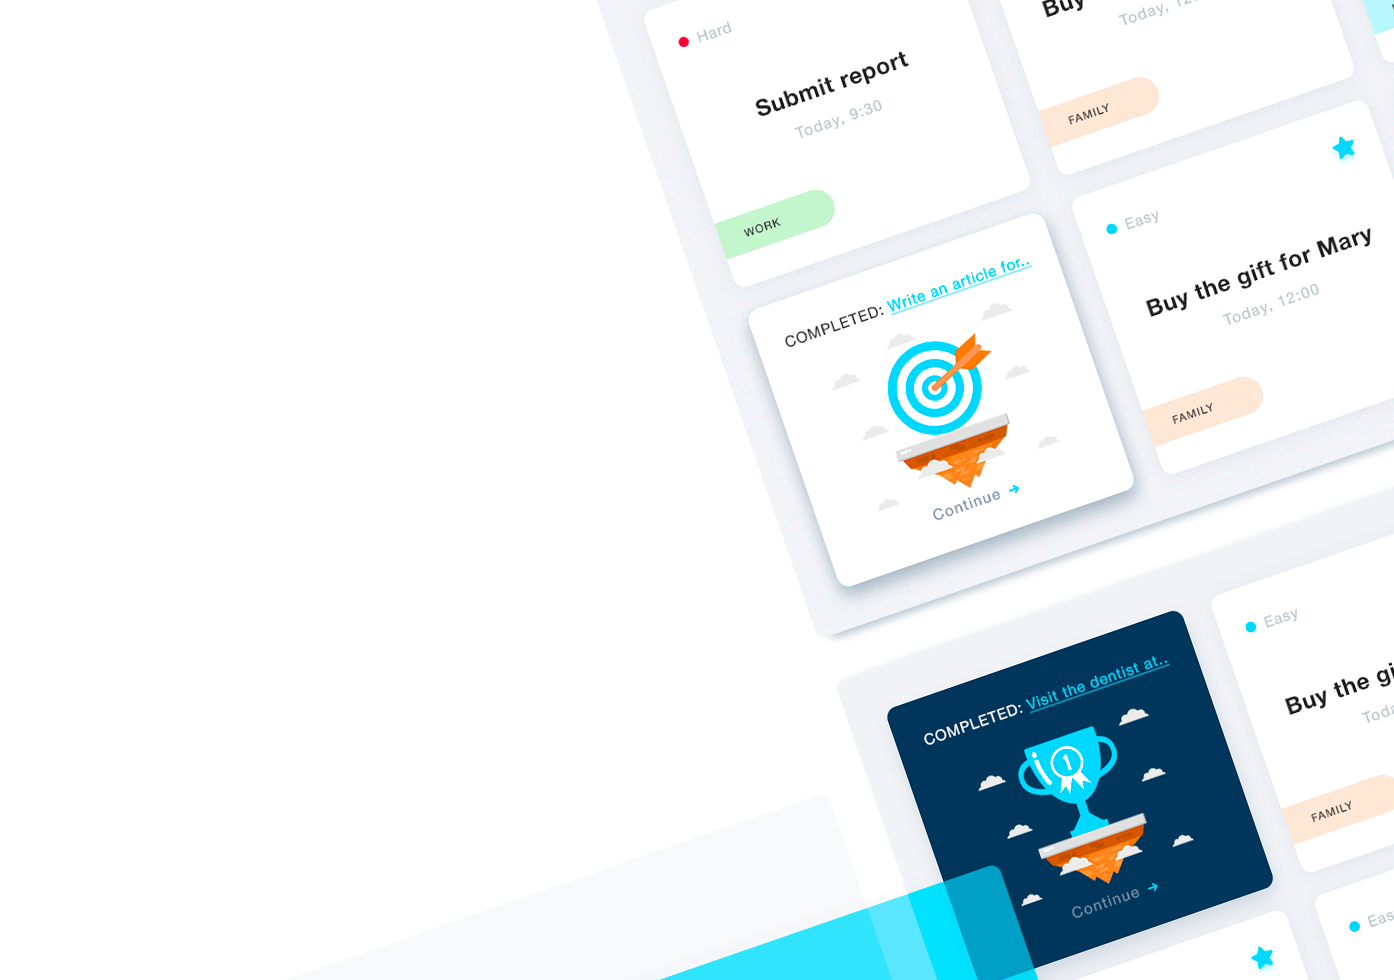 Hard
Submit report
Today, 9:30
WORK
Buy
Today, 12:
FAMILY
COMPLETED: Write an article for..
Continue
Easy
Buy the gift for Mary
Today, 12:00
FAMILY
COMPLETED: Visit the dentist at..
1
Continue
Easy
Buy the gi
Toda
FAMILY
Eas